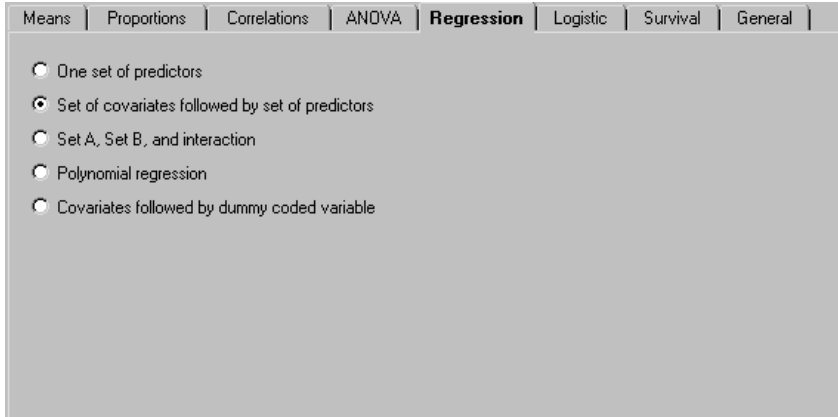 Means Proportions Correlations ANOVA Regression Logistic Survival General
One set of predictors
Set of covariates followed by set of predictors
Set A, Set B, and interaction
Polynomial regression
Covariates followed by dummy coded variable